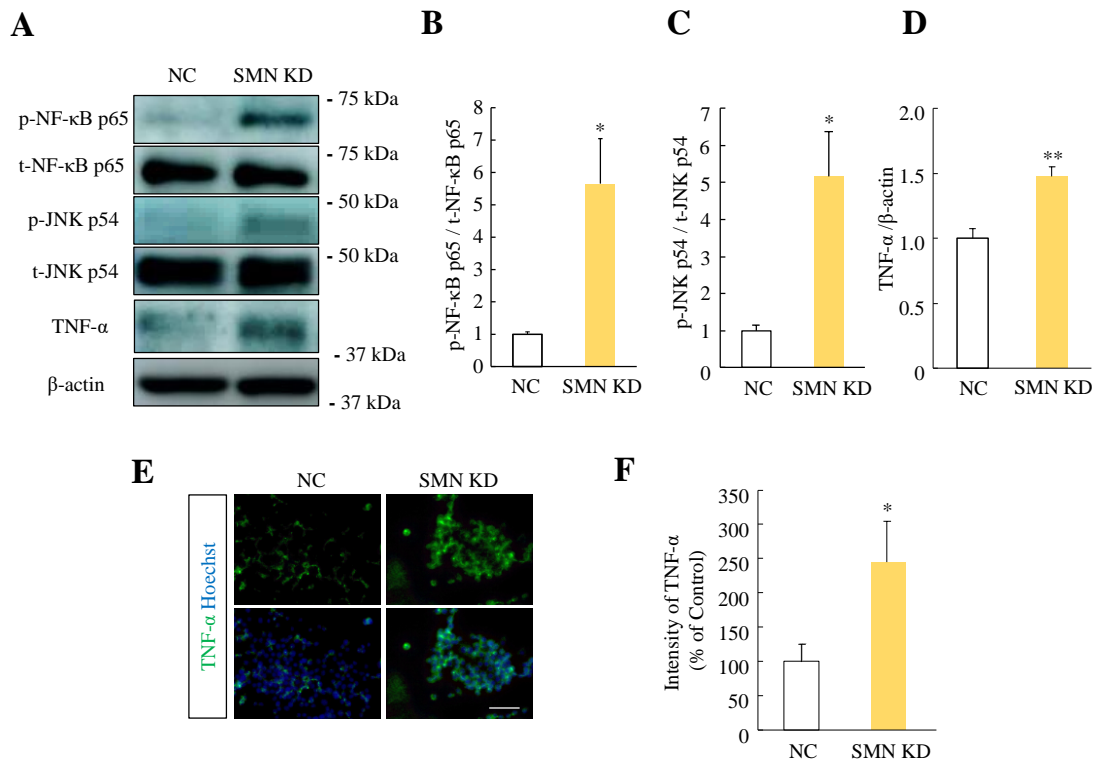 A
NC SMN KD
p-NF-κB p65
- 75 kDa
t-NF-κB p65
- 75 kDa
p-JNK p54
- 50 kDa
t-JNK p54
- 50 kDa
TNF-α
- 37 kDa
β-actin
- 37 kDa
B
p-NF-κB p65 / t-NF-κB p65
8
7
6
5
4
3
2
1
0
*
NC SMN KD
C
p-JNK p54 / t-JNK p54
7
6
5
4
3
2
1
0
*
NC SMN KD
D
TNF-α /β-actin
2.0
1.5
1.0
0.5
0
**
NC SMN KD
E
NC SMN KD
TNF-α Hoechst
F
Intensity of TNF-α
(% of Control)
350
350
250
250
150
100
50
0
*
NC SMN KD